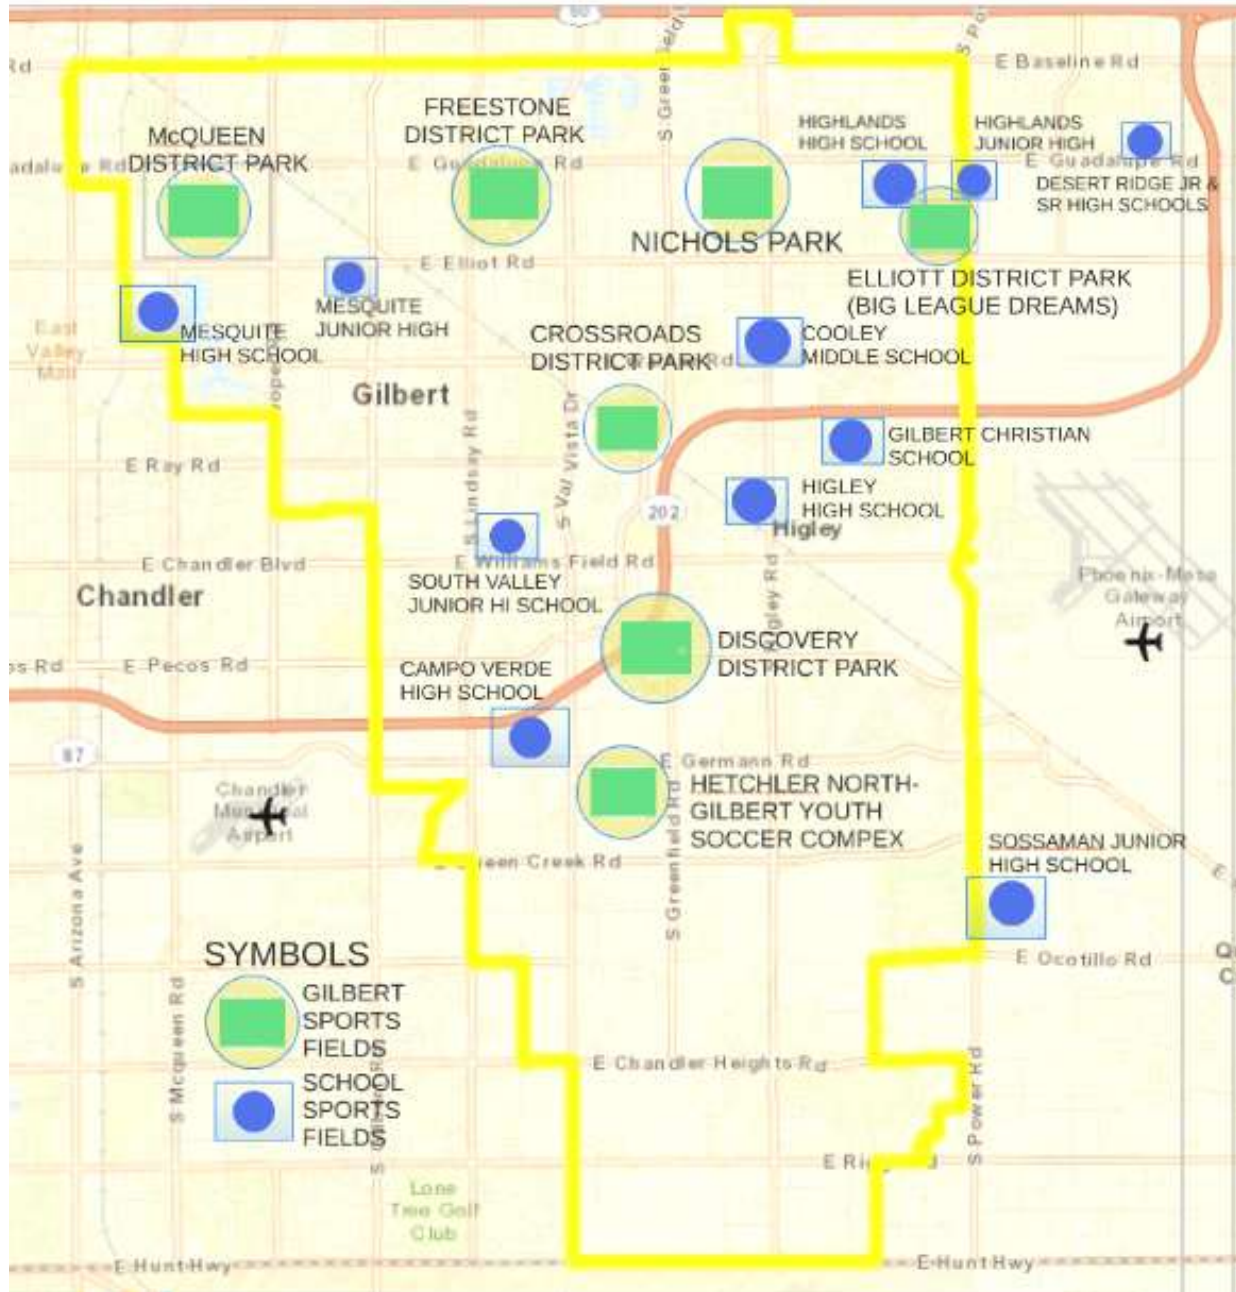 E Baseline Rd
FREESTONE
DISTRICT PARK
McQUEEN
DISTRICT PARK
HIGHLANDS
HIGH SCHOOL
HIGHLANDS
JUNIOR HIGH
E Guadalupe Rd
DESERT RIDGE JR &
SR HIGH SCHOOLS
NICHOLS PARK
E Elliot Rd
ELLIOTT DISTRICT PARK
(BIG LEAGUE DREAMS)
MESQUITE
JUNIOR HIGH
MESQUITE
HIGH SCHOOL
East
Valley
Mall
CROSSROADS
DISTRICT PARK
COOLEY
MIDDLE SCHOOL
Gilbert
GILBERT CHRISTIAN
SCHOOL
E Ray Rd
S Lindsay Rd
S Val Vista Dr
HIGLEY
HIGH SCHOOL
Higley
202
E Chandler Blvd
E Williams Field Rd
SOUTH VALLEY
JUNIOR HI SCHOOL
Chandler
Phoenix-Mesa
Gateway
Airport
DISCOVERY
DISTRICT PARK
E Pecos Rd
CAMPO VERDE
HIGH SCHOOL
87
E Germann Rd
HETCHLER NORTH-
GILBERT YOUTH
SOCCER COMPEX
Chandler
Municipal
Airport
S Greenfield Rd
SOSSAMAN JUNIOR
HIGH SCHOOL
S Arizona Ave
E Ocotillo Rd
SYMBOLS
GILBERT
SPORTS
FIELDS
SCHOOL
SPORTS
FIELDS
S Mcqueen Rd
E Chandler Heights Rd
S Power Rd
Lone
Tree Golf
Club
E Hunt Hwy
E Hunt Hwy